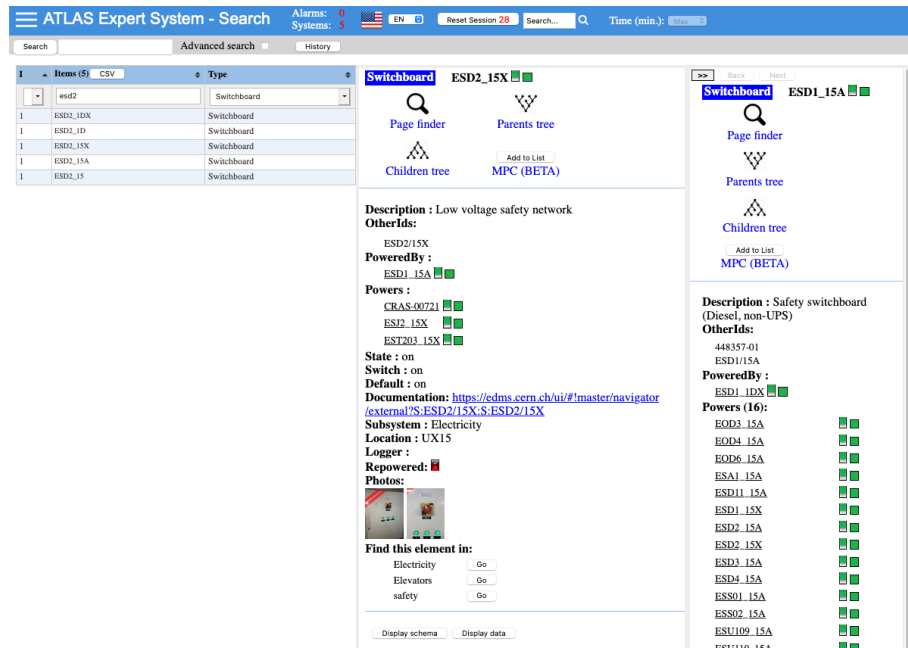 ATLAS Expert System - Search
Alarms: 0
Systems: 5
EN
Reset Session 28
Search...
Time (min.): Max
Search
Advanced search
History
I Items (5) CSV Type
esd2 Switchboard
1 ESD2_1DX Switchboard
1 ESD2_1D Switchboard
1 ESD2_15X Switchboard
1 ESD2_15A Switchboard
1 ESD2_15 Switchboard
Switchboard ESD2_15X
Page finder Parents tree
Children tree
Add to List
MPC (BETA)
Description : Low voltage safety network
OtherIds:
ESD2/15X
PoweredBy :
ESD1_15A
Powers :
CRAS-00721
ESJ2_15X
EST203_15X
State : on
Switch : on
Default : on
Documentation: https://edms.cern.ch/ui/#!master/navigator
/external?S:ESD2/15X:S:ESD2/15X
Subsystem : Electricity
Location : UX15
Logger :
Repowered:
Photos:
Find this element in:
Electricity Go
Elevators Go
safety Go
Display schema Display data
>> Back Next
Switchboard ESD1_15A
Page finder
Parents tree
Children tree
Add to List
MPC (BETA)
Description : Safety switchboard
(Diesel, non-UPS)
OtherIds:
448357-01
ESD1/15A
PoweredBy :
ESD1_1DX
Powers (16):
EOD3_15A
EOD4_15A
EOD6_15A
ESA1_15A
ESD11_15A
ESD1_15X
ESD2_15A
ESD2_15X
ESD3_15A
ESD4_15A
ESS01_15A
ESS02_15A
ESU109_15A